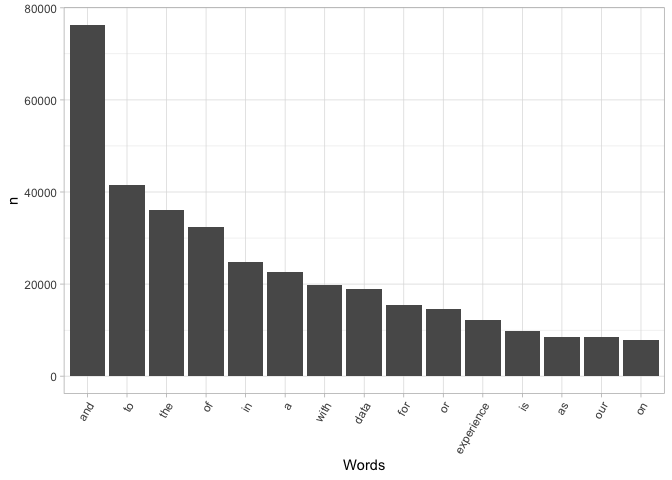 80000
60000
n
40000
20000
0
and to the of in a with data for or experience is as our on
Words